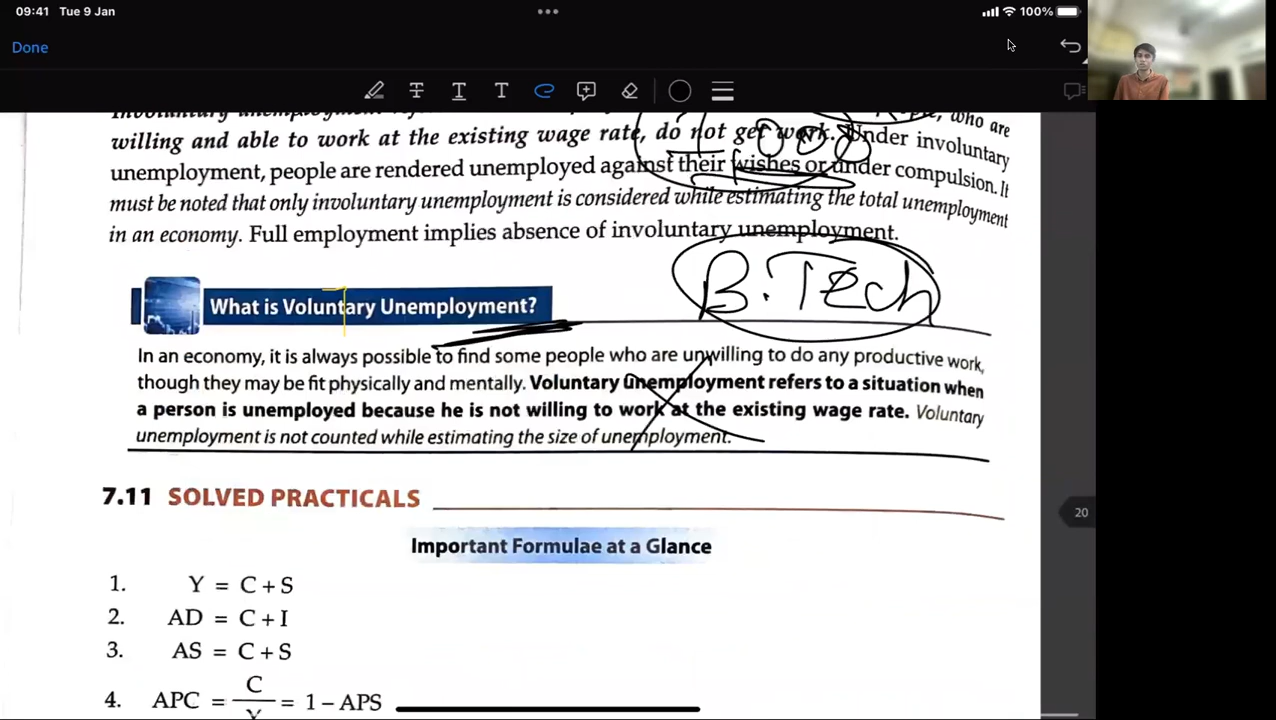 09:41 Tue 9 Jan
100%
Done
Involuntary unemployment who are
willing and able to work at the existing wage rate, do not get work. Under involuntary
1000
unemployment, people are rendered unemployed against their wishes or under compulsion. It
must be noted that only involuntary unemployment is considered while estimating the total unemployment
in an economy. Full employment implies absence of involuntary unemployment.
B.Tech
What is Voluntary Unemployment?
In an economy, it is always possible to find some people who are unwilling to do any productive work,
though they may be fit physically and mentally. Voluntary Unemployment refers to a situation when
a person is unemployed because he is not willing to work at the existing wage rate. Voluntary
unemployment is not counted while estimating the size of unemployment.
7.11 SOLVED PRACTICALS
20
Important Formulae at a Glance
1. Y = C + S
2. AD = C + I
3. AS = C + S
4. APC = C/Y = 1 – APS